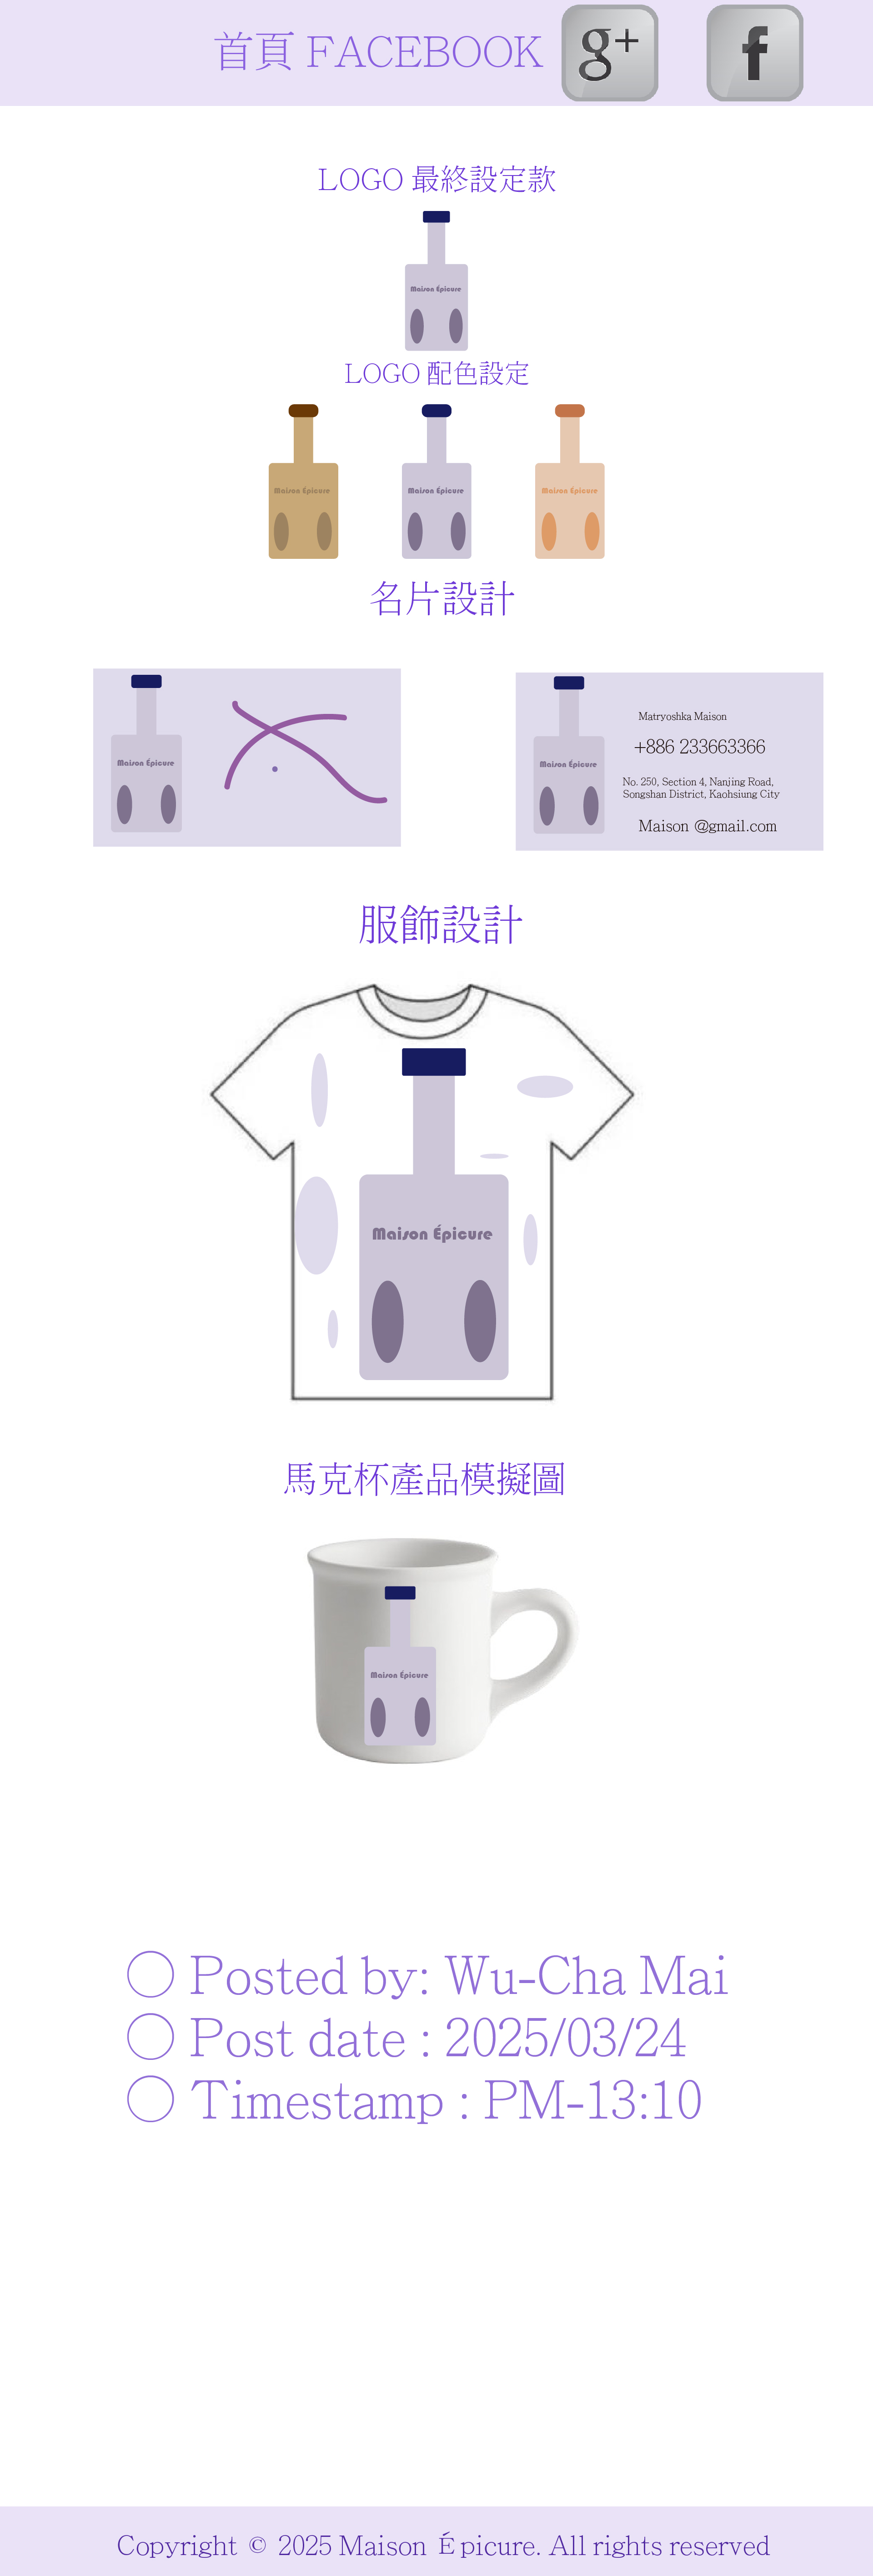 首頁 FACEBOOK
g+
f
LOGO 最終設定款
Maison Épicure
LOGO 配色設定
Maison Épicure
Maison Épicure
Maison Épicure
名片設計
Maison Épicure
Maison Épicure
Matryoshka Maison
+886 233663366
No. 250, Section 4, Nanjing Road,
Songshan District, Kaohsiung City
Maison @gmail.com
服飾設計
Maison Épicure
馬克杯產品模擬圖
Maison Épicure
Posted by: Wu-Cha Mai
Post date : 2025/03/24
Timestamp : PM-13:10
Copyright © 2025 Maison Épicure. All rights reserved